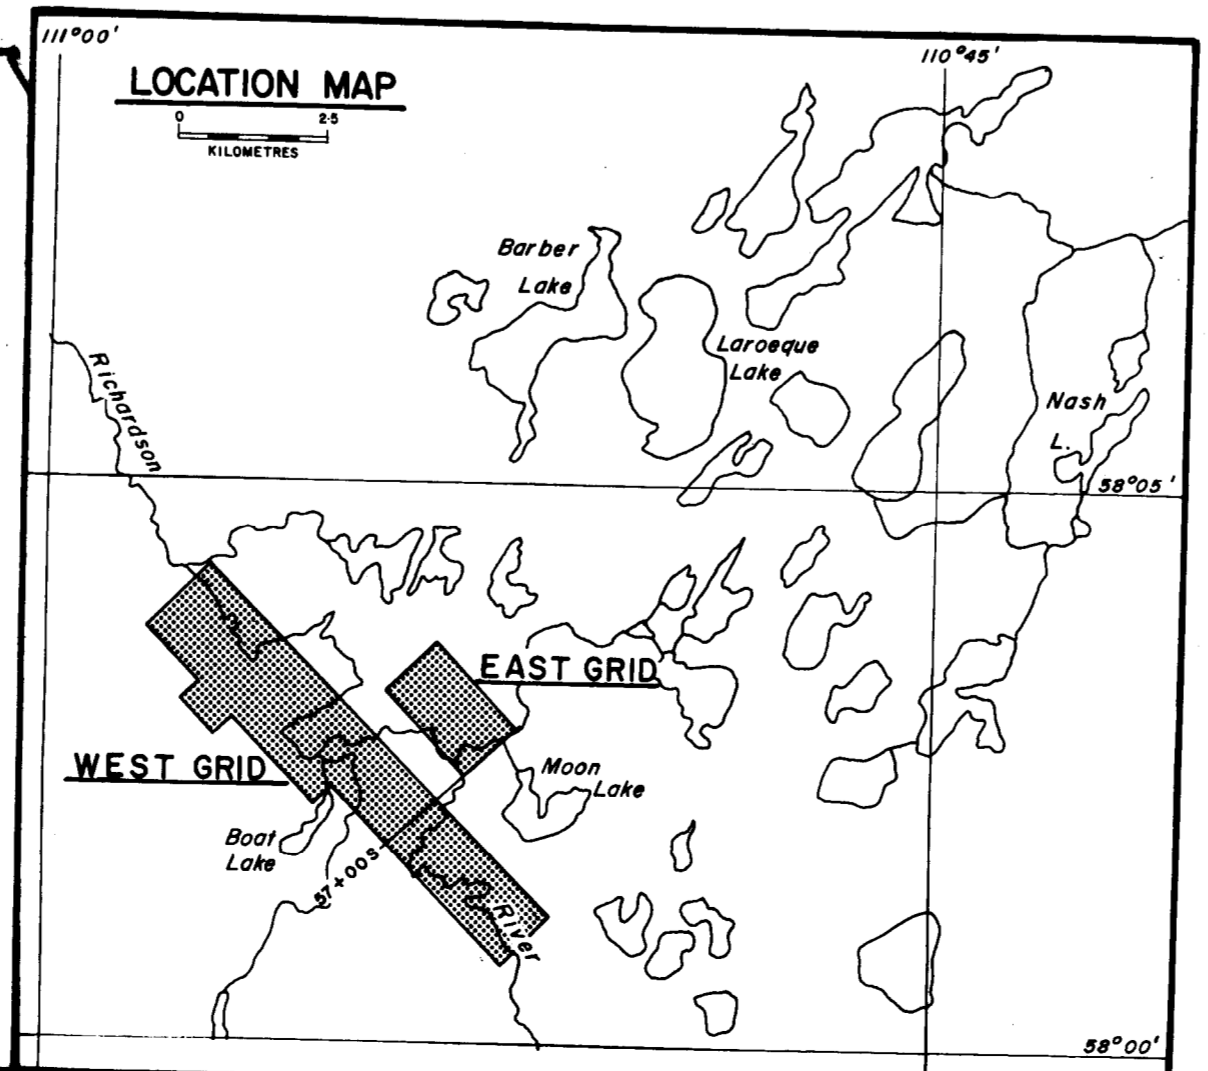 111°00'
110°45'
LOCATION MAP
0 2·5
KILOMETRES
Barber
Lake
Laroeque
Lake
Richardson
Nash
L.
58°05'
EAST GRID
WEST GRID
Moon
Lake
Boat
Lake
57+00S
River
58°00'